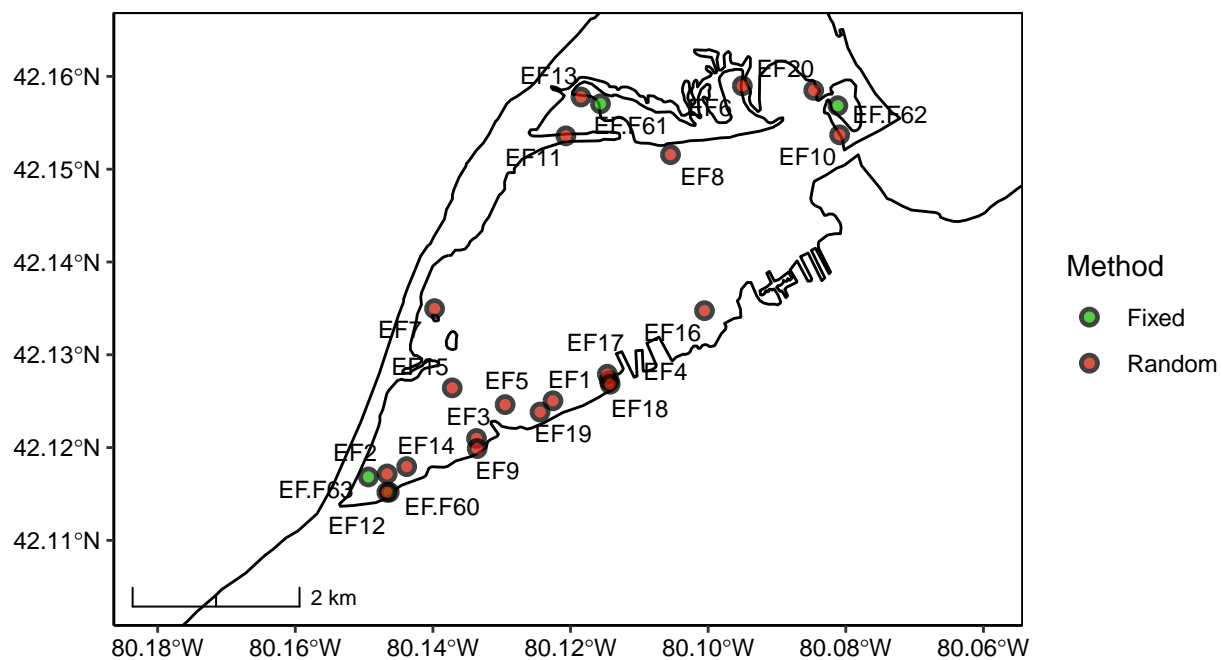 42.16°N
42.15°N
42.14°N
42.13°N
42.12°N
42.11°N
EF13
EF20
EF6
EF.F61
EF.F62
EF11
EF10
EF8
EF7
EF16
EF17
EF15
EF1
EF4
EF5
EF18
EF3
EF19
EF2
EF14
EF9
EF.F63
EF.F60
EF12
2 km
80.18°W
80.16°W
80.14°W
80.12°W
80.10°W
80.08°W
80.06°W
Method
Fixed
Random